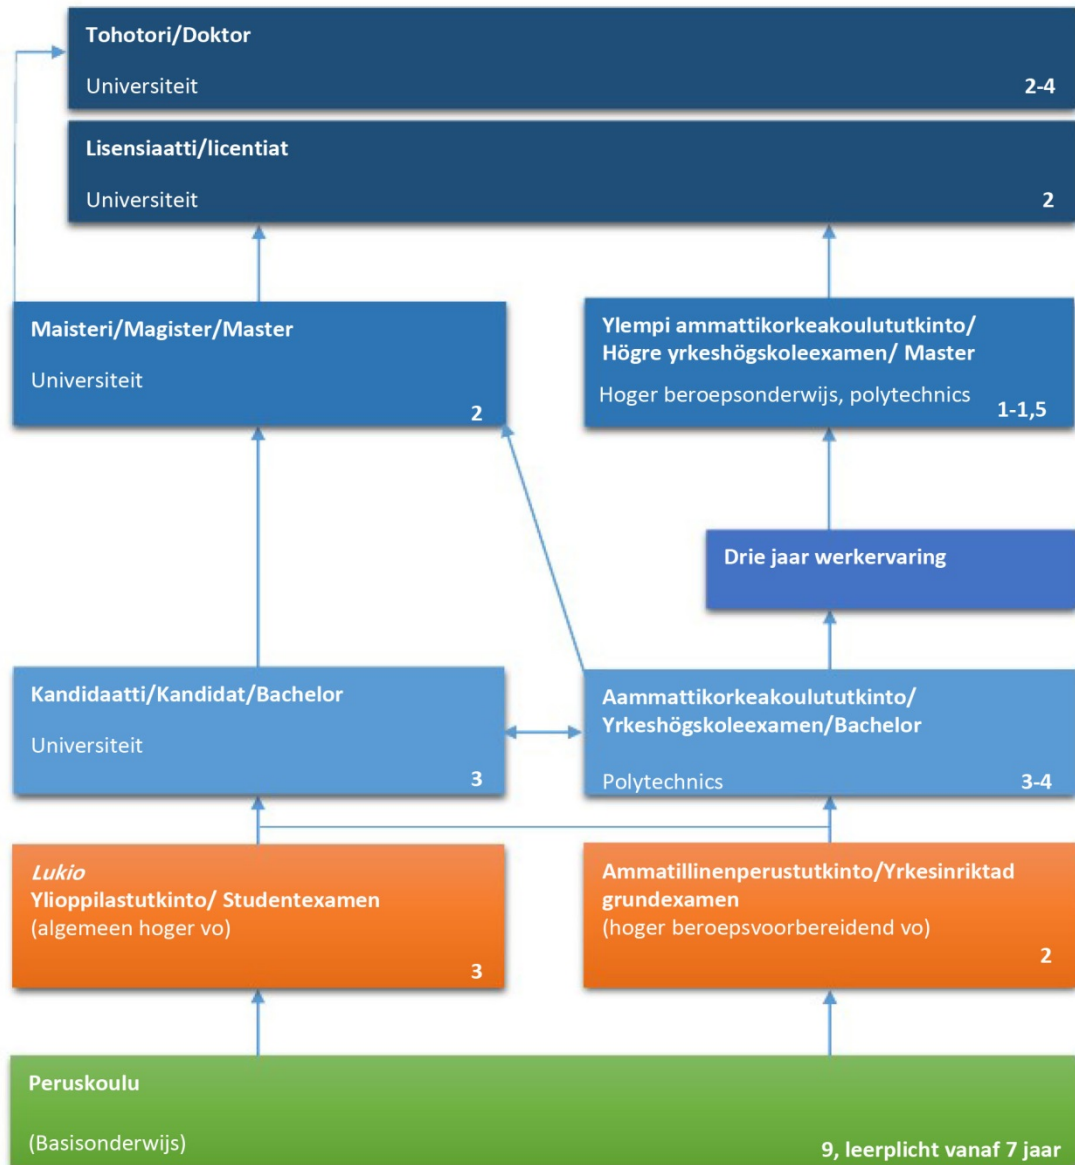 Tohotori/Doktor
Universiteit
2-4
Lisensiaatti/licentiat
Universiteit
2
Maisteri/Magister/Master
Universiteit
2
Ylempi ammattikorkeakoulututkinto/
Högre yrkeshögskoleexamen/ Master
Hoger beroepsonderwijs, polytechnics
1-1,5
Drie jaar werkervaring
Kandidaatti/Kandidat/Bachelor
Universiteit
3
Aammattikorkeakoulututkinto/
Yrkeshögskoleexamen/Bachelor
Polytechnics
3-4
Lukio
Ylioppilastutkinto/ Studentexamen
(algemeen hoger vo)
3
Ammatillinenperustutkinto/Yrkesinriktad
grundexamen
(hoger beroepsvoorbereidend vo)
2
Peruskoulu
(Basisonderwijs)
9, leerplicht vanaf 7 jaar